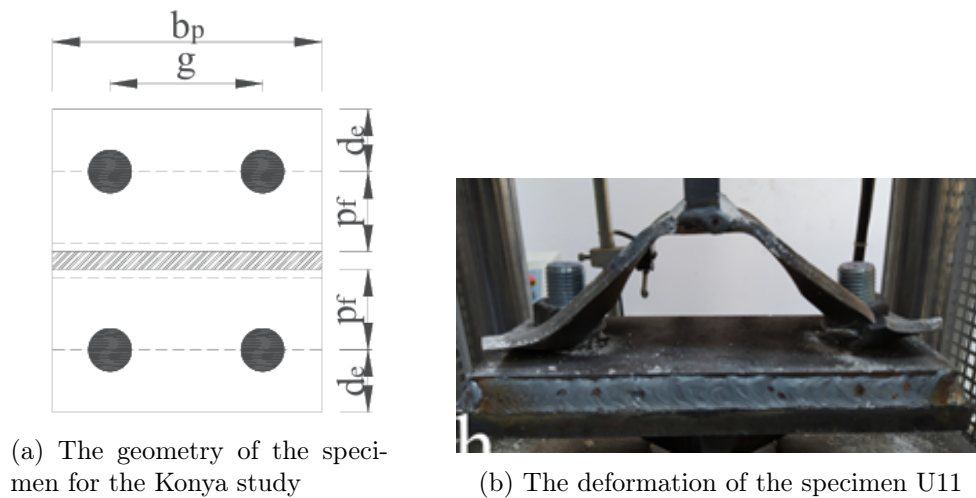 bp
g
de
pf
pf
de
h
(a) The geometry of the speci-
men for the Konya study
(b) The deformation of the specimen U11